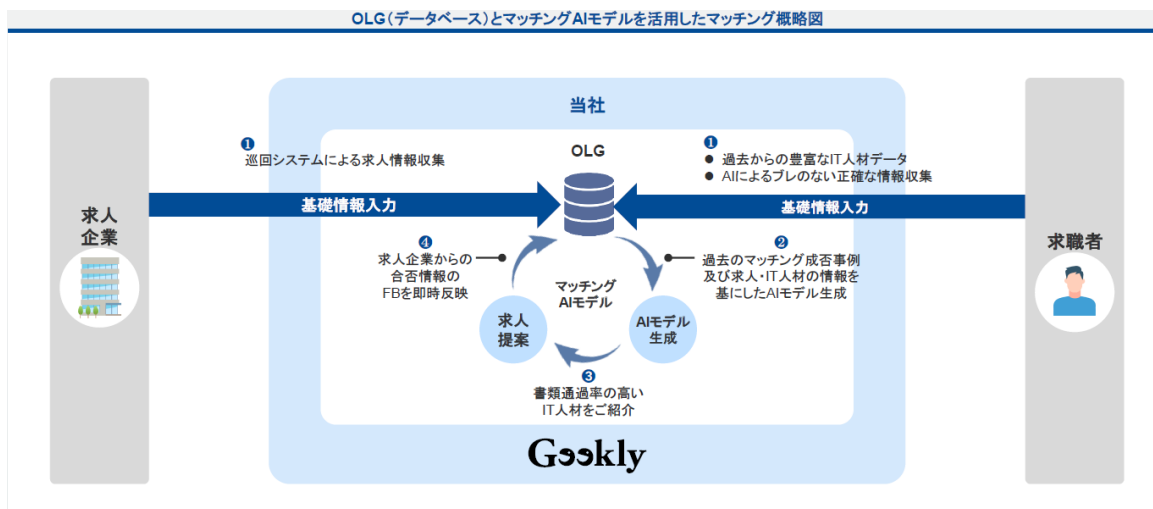 OLG(データベース)とマッチングAIモデルを活用したマッチング概略図
当社
❶
巡回システムによる求人情報収集
OLG
❶
● 過去からの豊富なIT人材データ
● AIによるブレのない正確な情報収集
基礎情報入力
基礎情報入力
求人
企業
求職者
❹
求人企業からの
合否情報の
FBを即時反映
マッチング
AIモデル
❷
過去のマッチング成否事例
及び求人・IT人材の情報を
基にしたAIモデル生成
求人
提案
AIモデル
生成
❸
書類通過率の高い
IT人材をご紹介
Geekly